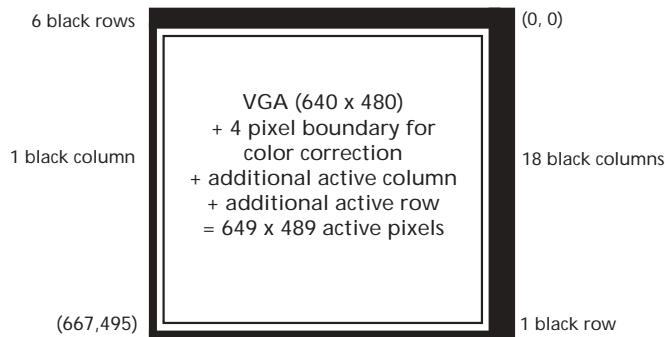 6 black rows
(0, 0)
VGA (640 x 480)
+ 4 pixel boundary for
color correction
+ additional active column
+ additional active row
= 649 x 489 active pixels
1 black column
18 black columns
(667,495)
1 black row